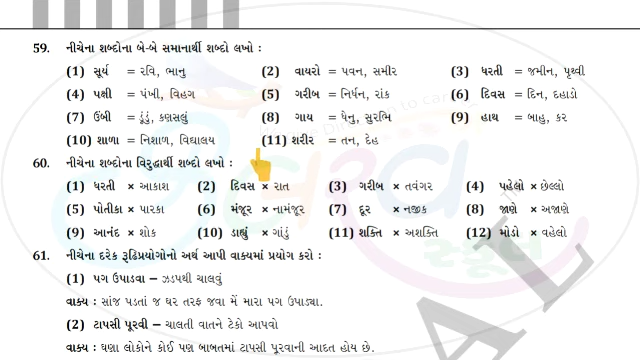 59. નીચેના શબ્દોના બે-બે સમાનાર્થી શબ્દો લખો :
(1) સૂર્ય = રવિ, ભાનુ (2) વાયરો = પવન, સમીર (3) ધરતી = જમીન, પૃથ્વી
(4) પક્ષી = પંખી, વિહગ (5) ગરીબ = નિર્ધન, રાંક (6) દિવસ = દિન, દહાડો
(7) ઉંબી = ડૂંડું, કણસલું (8) ગાય = ધેનુ, સુરભિ (9) હાથ = બાહુ, કર
(10) શાળા = નિશાળ, વિદ્યાલય (11) શરીર = તન, દેહ
60. નીચેના શબ્દોના વિરુદ્ધાર્થી શબ્દો લખો :
(1) ધરતી × આકાશ (2) દિવસ × રાત (3) ગરીબ × તવંગર (4) પહેલો × છેલ્લો
(5) પોતીકા × પારકા (6) મંજૂર × નામંજૂર (7) દૂર × નજીક (8) જાણે × અજાણે
(9) આનંદ × શોક (10) ડાહ્યું × ગાંડું (11) શક્તિ × અશક્તિ (12) મોડો × વહેલો
61. નીચેના દરેક રૂઢિપ્રયોગોનો અર્થ આપી વાક્યમાં પ્રયોગ કરો :
(1) પગ ઉપાડવા – ઝડપથી ચાલવું
વાક્ય : સાંજ પડતાં જ ઘર તરફ જવા મેં મારા પગ ઉપાડ્યા.
(2) ટાપસી પૂરવી – ચાલતી વાતને ટેકો આપવો
વાક્ય : ઘણા લોકોને કોઈ પણ બાબતમાં ટાપસી પૂરવાની આદત હોય છે.